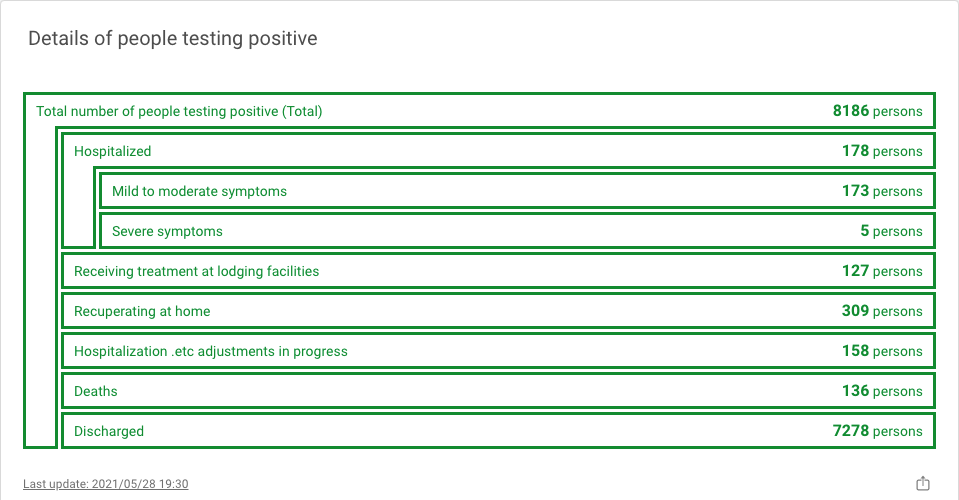 Details of people testing positive
Total number of people testing positive (Total) 8186 persons
Hospitalized 178 persons
Mild to moderate symptoms 173 persons
Severe symptoms 5 persons
Receiving treatment at lodging facilities 127 persons
Recuperating at home 309 persons
Hospitalization .etc adjustments in progress 158 persons
Deaths 136 persons
Discharged 7278 persons
Last update: 2021/05/28 19:30